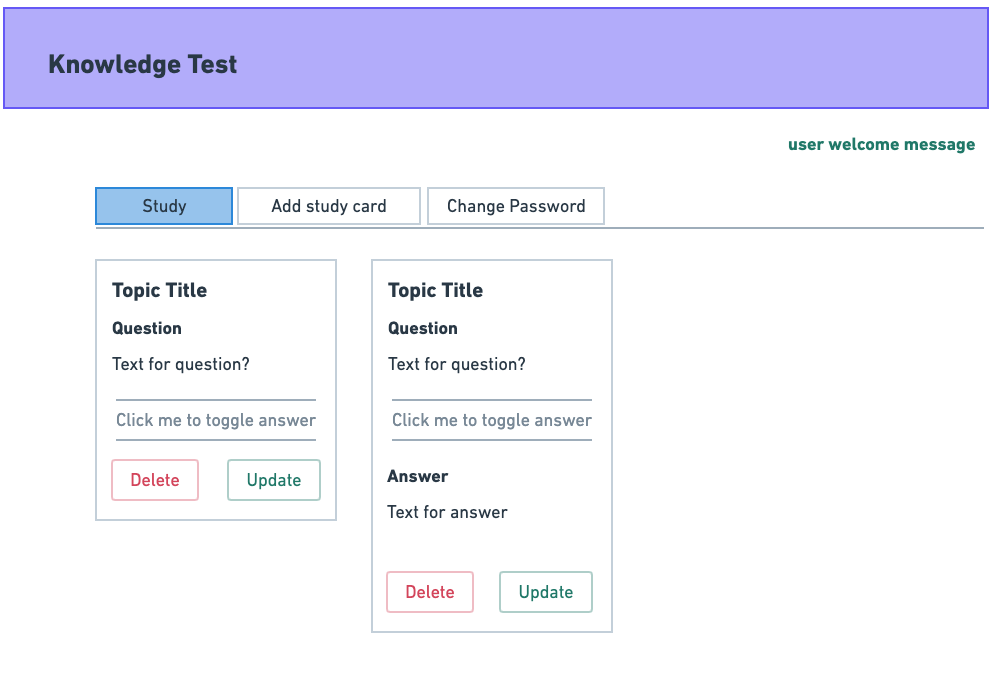 Knowledge Test
user welcome message
Study
Add study card
Change Password
Topic Title
Question
Text for question?
Click me to toggle answer
Delete
Update
Topic Title
Question
Text for question?
Click me to toggle answer
Answer
Text for answer
Delete
Update